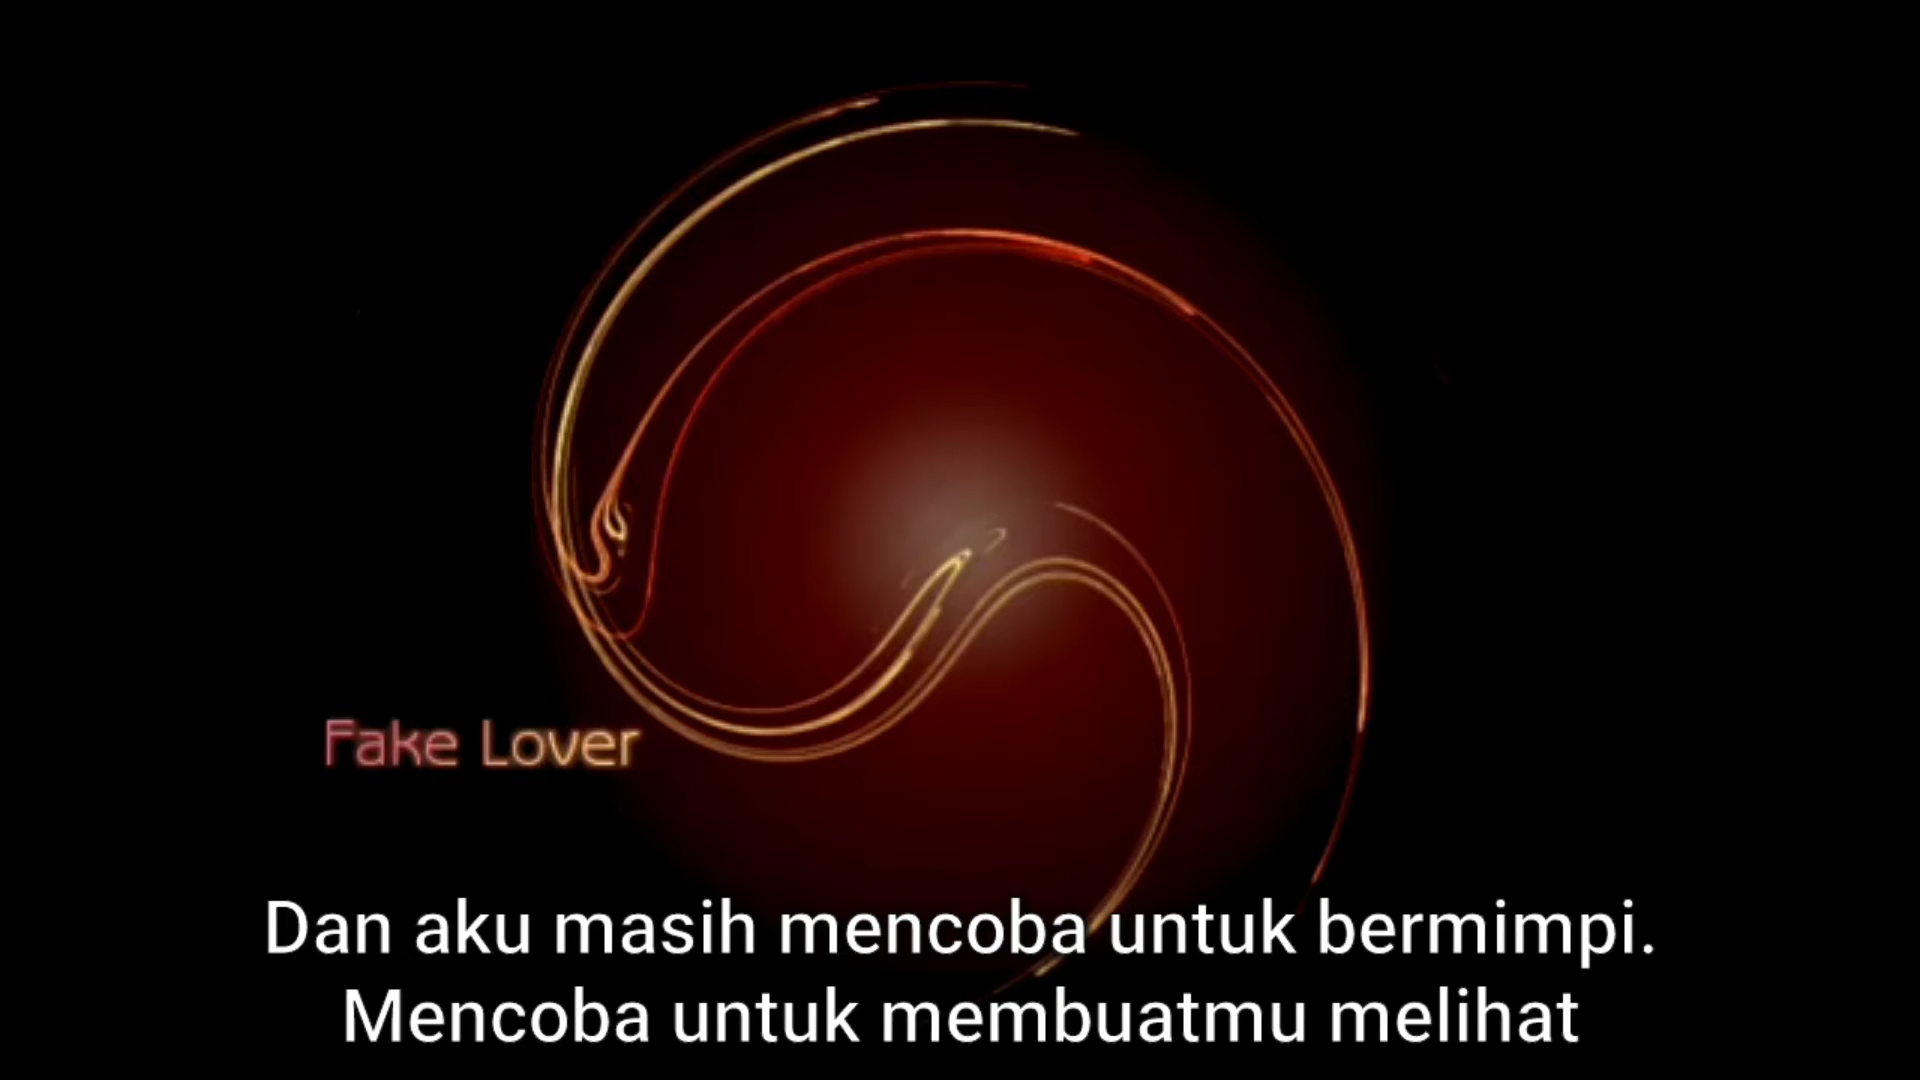 Fake Lover
Dan aku masih mencoba untuk bermimpi.
Mencoba untuk membuatmu melihat